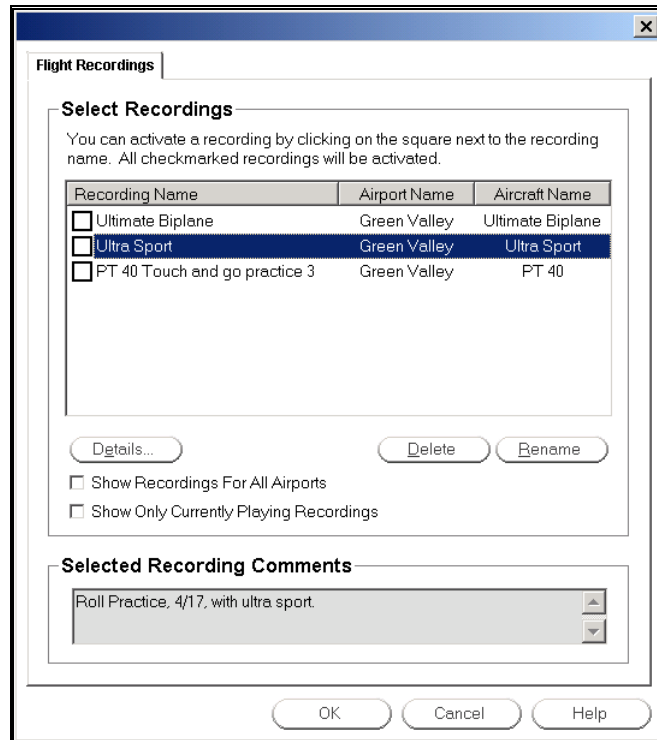 Flight Recordings
Select Recordings
You can activate a recording by clicking on the square next to the recording
name. All checkmarked recordings will be activated.
Recording Name Airport Name Aircraft Name
Ultimate Biplane Green Valley Ultimate Biplane
Ultra Sport Green Valley Ultra Sport
PT 40 Touch and go practice 3 Green Valley PT 40
Details... Delete Rename
Show Recordings For All Airports
Show Only Currently Playing Recordings
Selected Recording Comments
Roll Practice, 4/17, with ultra sport.
OK Cancel Help